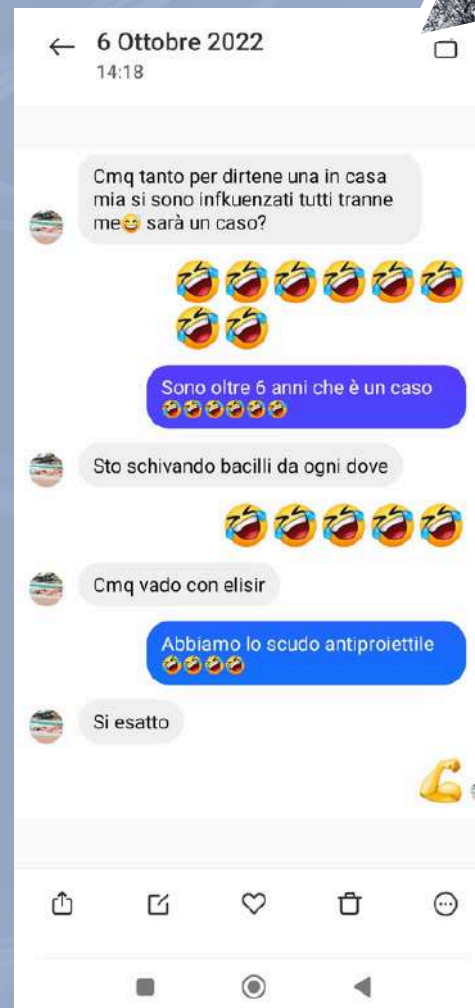 6 Ottobre 2022
14:18
Cmq tanto per dirtene una in casa
mia si sono infkuenzati tutti tranne
me😅 sarà un caso?
🤣🤣🤣🤣🤣🤣
🤣🤣
Sono oltre 6 anni che è un caso
🤣🤣🤣🤣🤣🤣
Sto schivando bacilli da ogni dove
🤣🤣🤣🤣🤣
Cmq vado con elisir
Abbiamo lo scudo antiproiettile
🤣🤣🤣🤣
Si esatto
💪